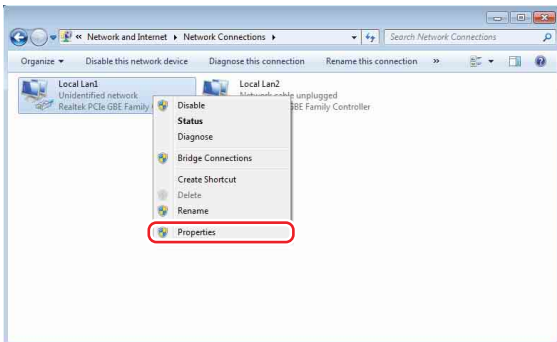 « Network and Internet ▸ Network Connections ▸
Search Network Connections
Organize ▾ Disable this network device Diagnose this connection Rename this connection »
Local Lan1
Unidentified network
Realtek PCIe GBE Family
Local Lan2
Network cable unplugged
GBE Family Controller
Disable
Status
Diagnose
Bridge Connections
Create Shortcut
Delete
Rename
Properties